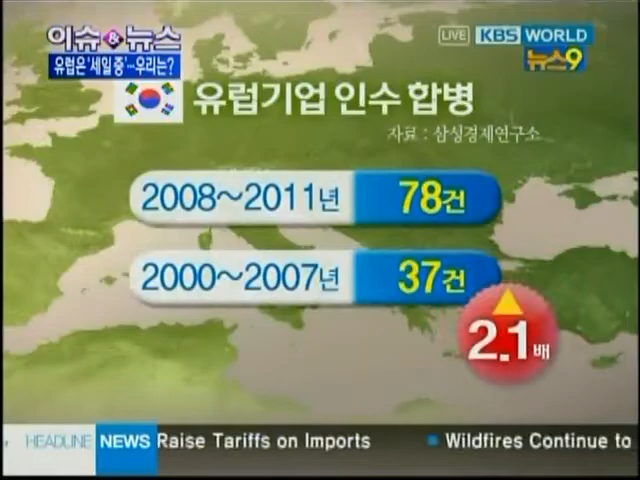 이슈&뉴스
유럽은 '세일 중'…우리는?
LIVE KBS WORLD
뉴스9
유럽기업 인수 합병
자료 : 삼성경제연구소
2008~2011년 78건
2000~2007년 37건
2.1배
HEADLINE NEWS Raise Tariffs on Imports Wildfires Continue to